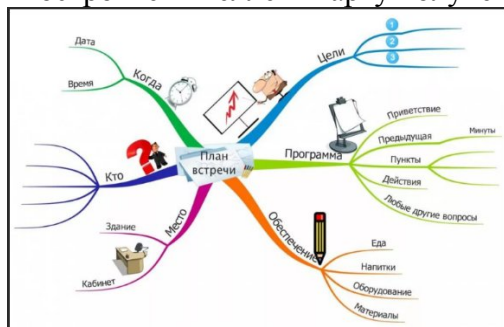 Дата
Время
Когда
Цели
1
2
3
План
встречи
Программа
Приветствие
Предыдущая
Минуты
Пункты
Действия
Любые другие вопросы
Кто
Место
Здание
Кабинет
Обеспечение
Еда
Напитки
Оборудование
Материалы